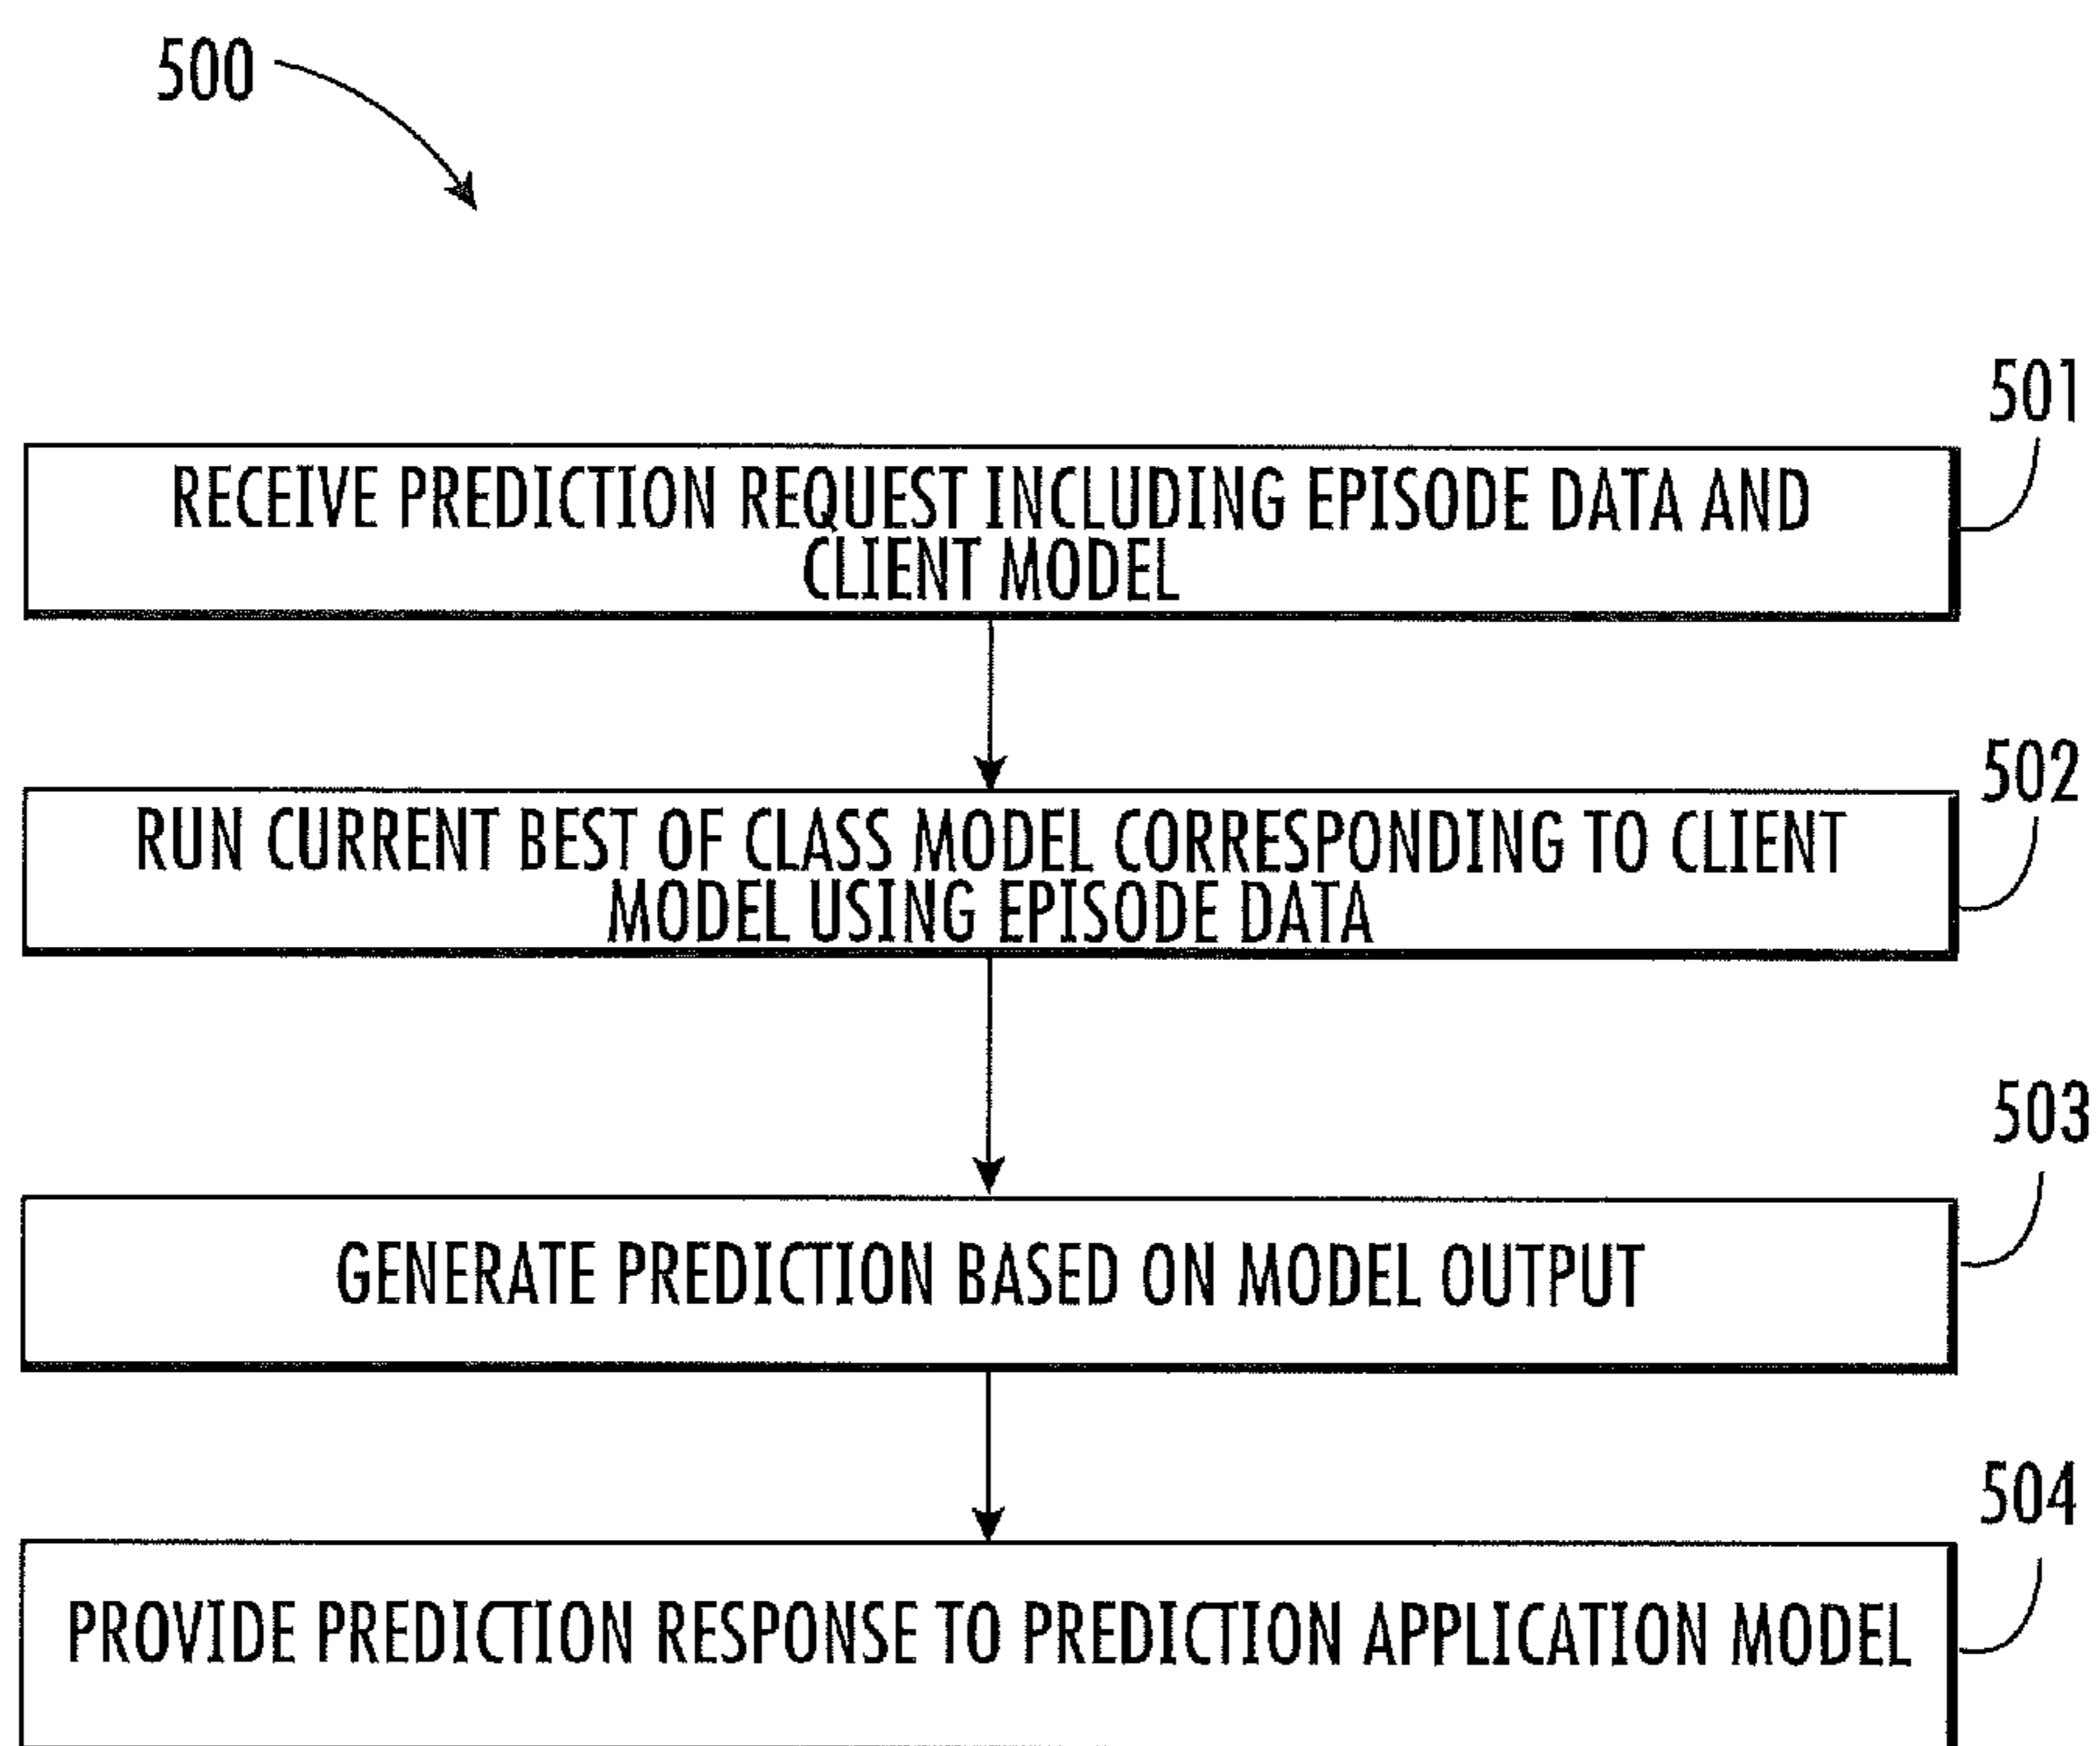 500
501
RECEIVE PREDICTION REQUEST INCLUDING EPISODE DATA AND
CLIENT MODEL
502
RUN CURRENT BEST OF CLASS MODEL CORRESPONDING TO CLIENT
MODEL USING EPISODE DATA
503
GENERATE PREDICTION BASED ON MODEL OUTPUT
504
PROVIDE PREDICTION RESPONSE TO PREDICTION APPLICATION MODEL